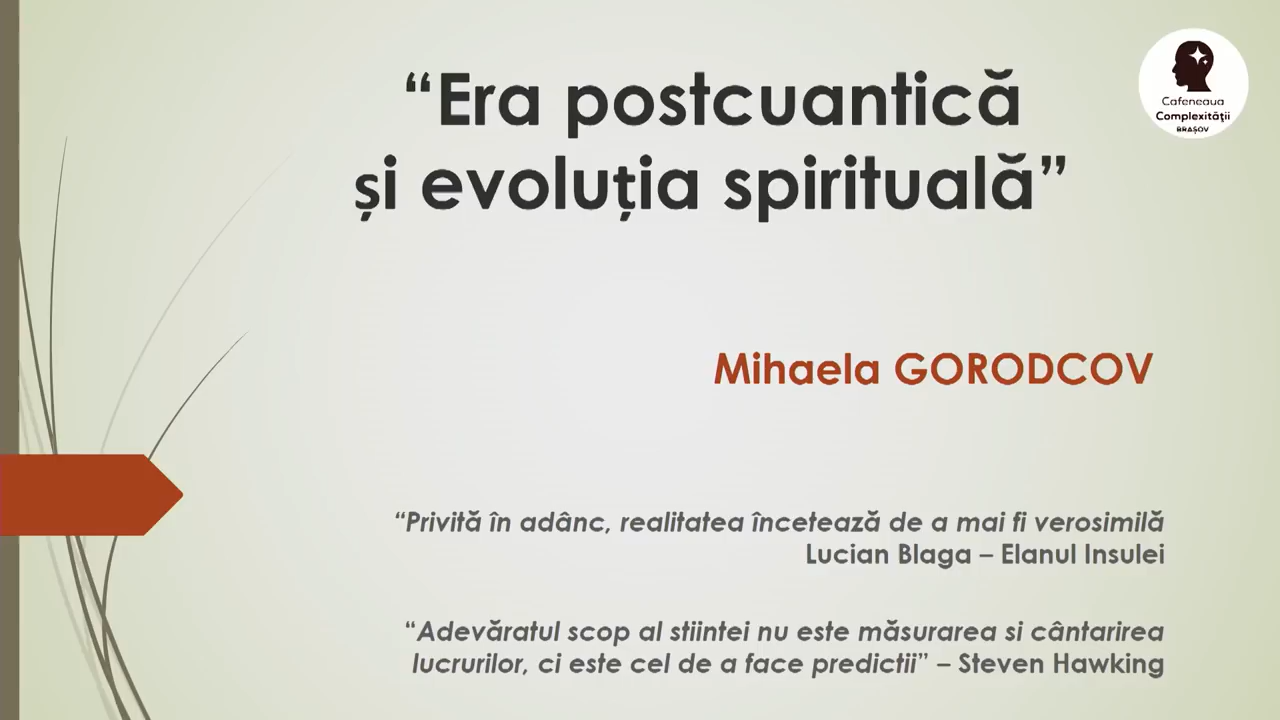 “Era postcuantică
și evoluția spirituală”
Cafeneaua
Complexităţii
BRAŞOV
Mihaela GORODCOV
“Privită în adânc, realitatea încetează de a mai fi verosimilă
Lucian Blaga – Elanul Insulei
“Adevăratul scop al stiintei nu este măsurarea si cântarirea
lucrurilor, ci este cel de a face predictii” – Steven Hawking